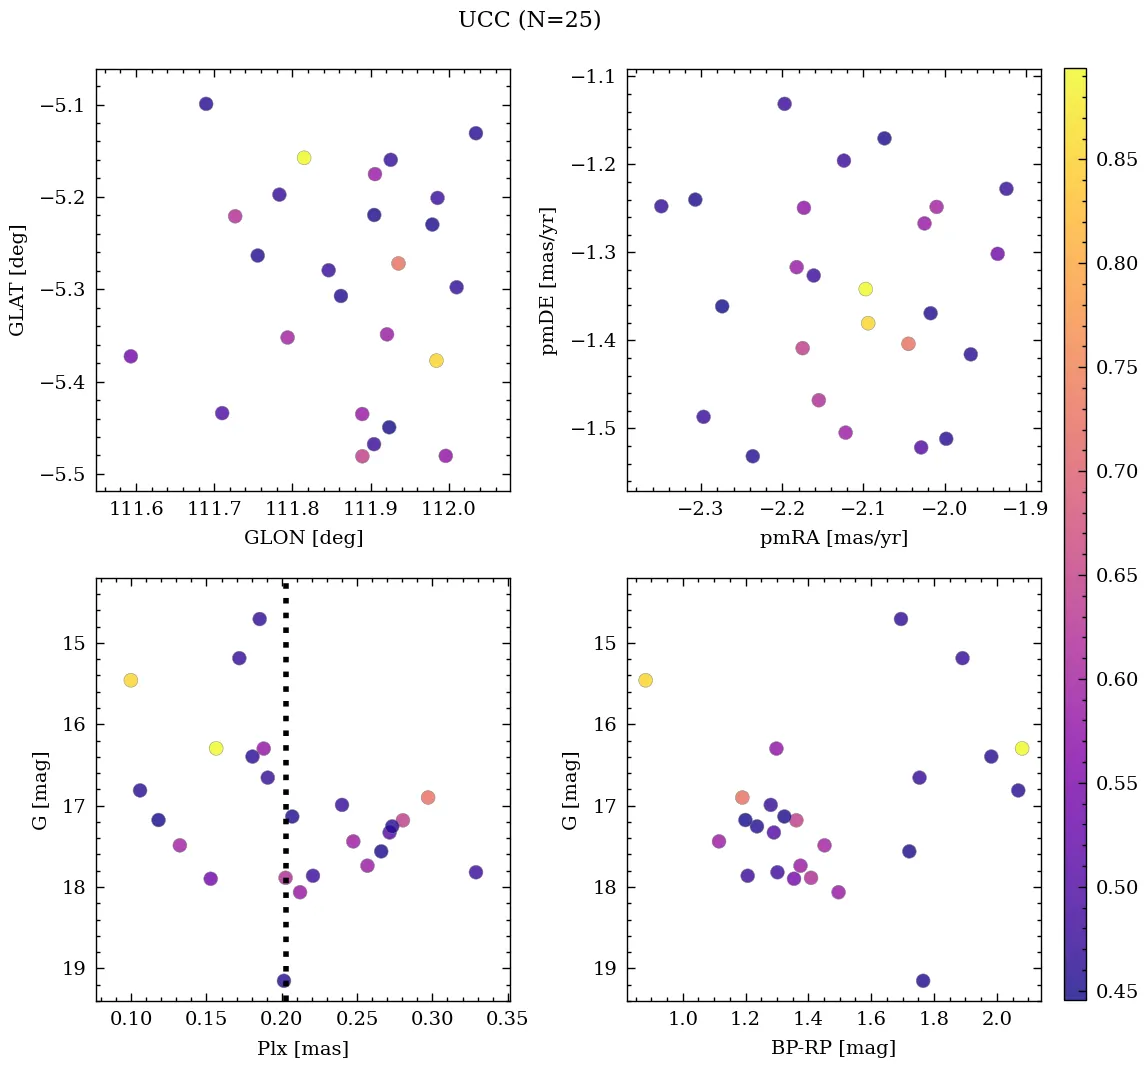 UCC (N=25)
−5.1
−5.2
−5.3
−5.4
−5.5
GLAT [deg]
111.6 111.7 111.8 111.9 112.0
GLON [deg]
−1.1
−1.2
−1.3
−1.4
−1.5
pmDE [mas/yr]
−2.3 −2.2 −2.1 −2.0 −1.9
pmRA [mas/yr]
0.85
0.80
0.75
0.70
0.65
0.60
0.55
0.50
0.45
15
16
17
18
19
G [mag]
0.10 0.15 0.20 0.25 0.30 0.35
Plx [mas]
15
16
17
18
19
G [mag]
1.0 1.2 1.4 1.6 1.8 2.0
BP-RP [mag]